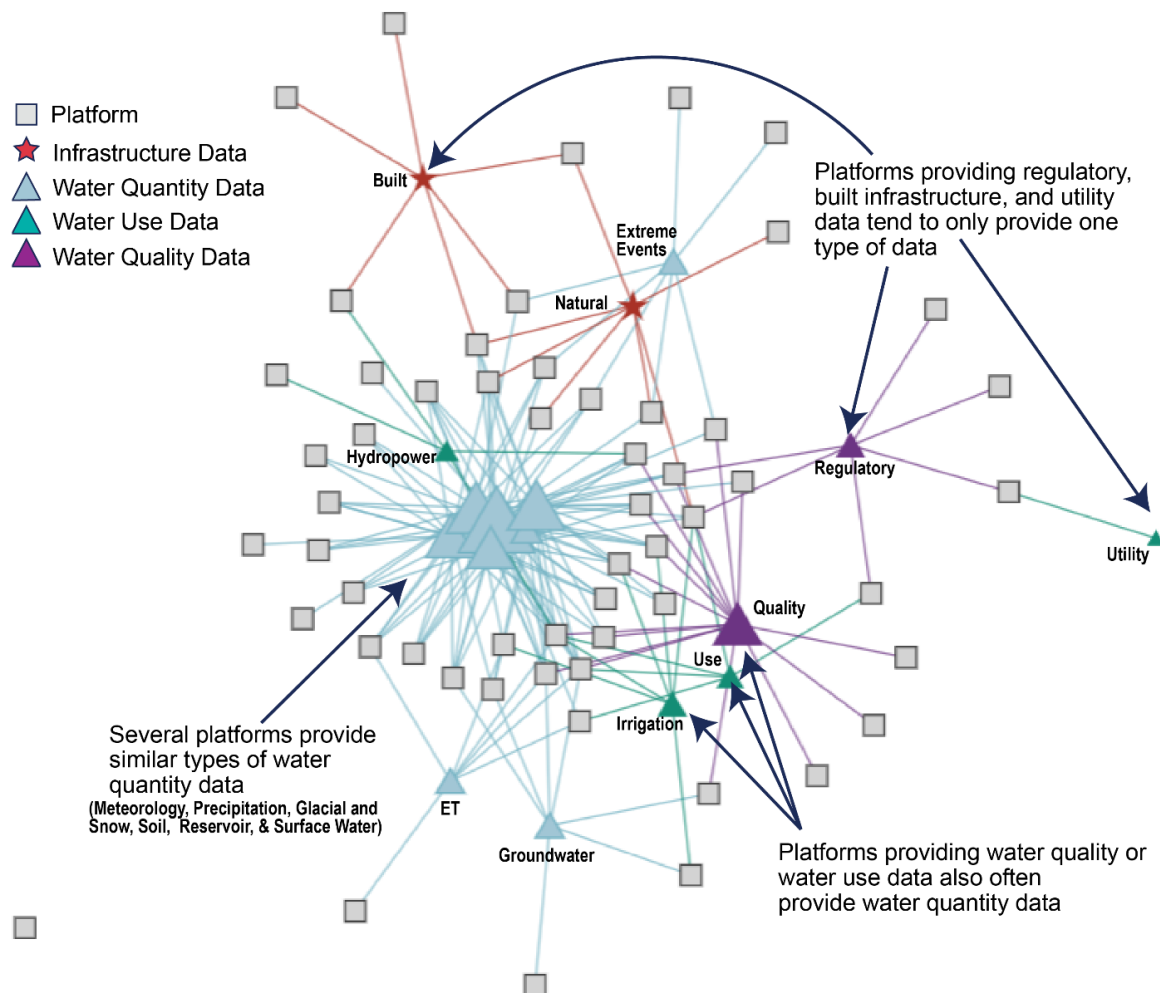 Platform
Infrastructure Data
Water Quantity Data
Water Use Data
Water Quality Data
Built
Extreme
Events
Natural
Platforms providing regulatory,
built infrastructure, and utility
data tend to only provide one
type of data
Hydropower
Regulatory
Utility
Quality
Use
Irrigation
Several platforms provide
similar types of water
quantity data
(Meteorology, Precipitation, Glacial and
Snow, Soil, Reservoir, & Surface Water)
ET
Groundwater
Platforms providing water quality or
water use data also often
provide water quantity data